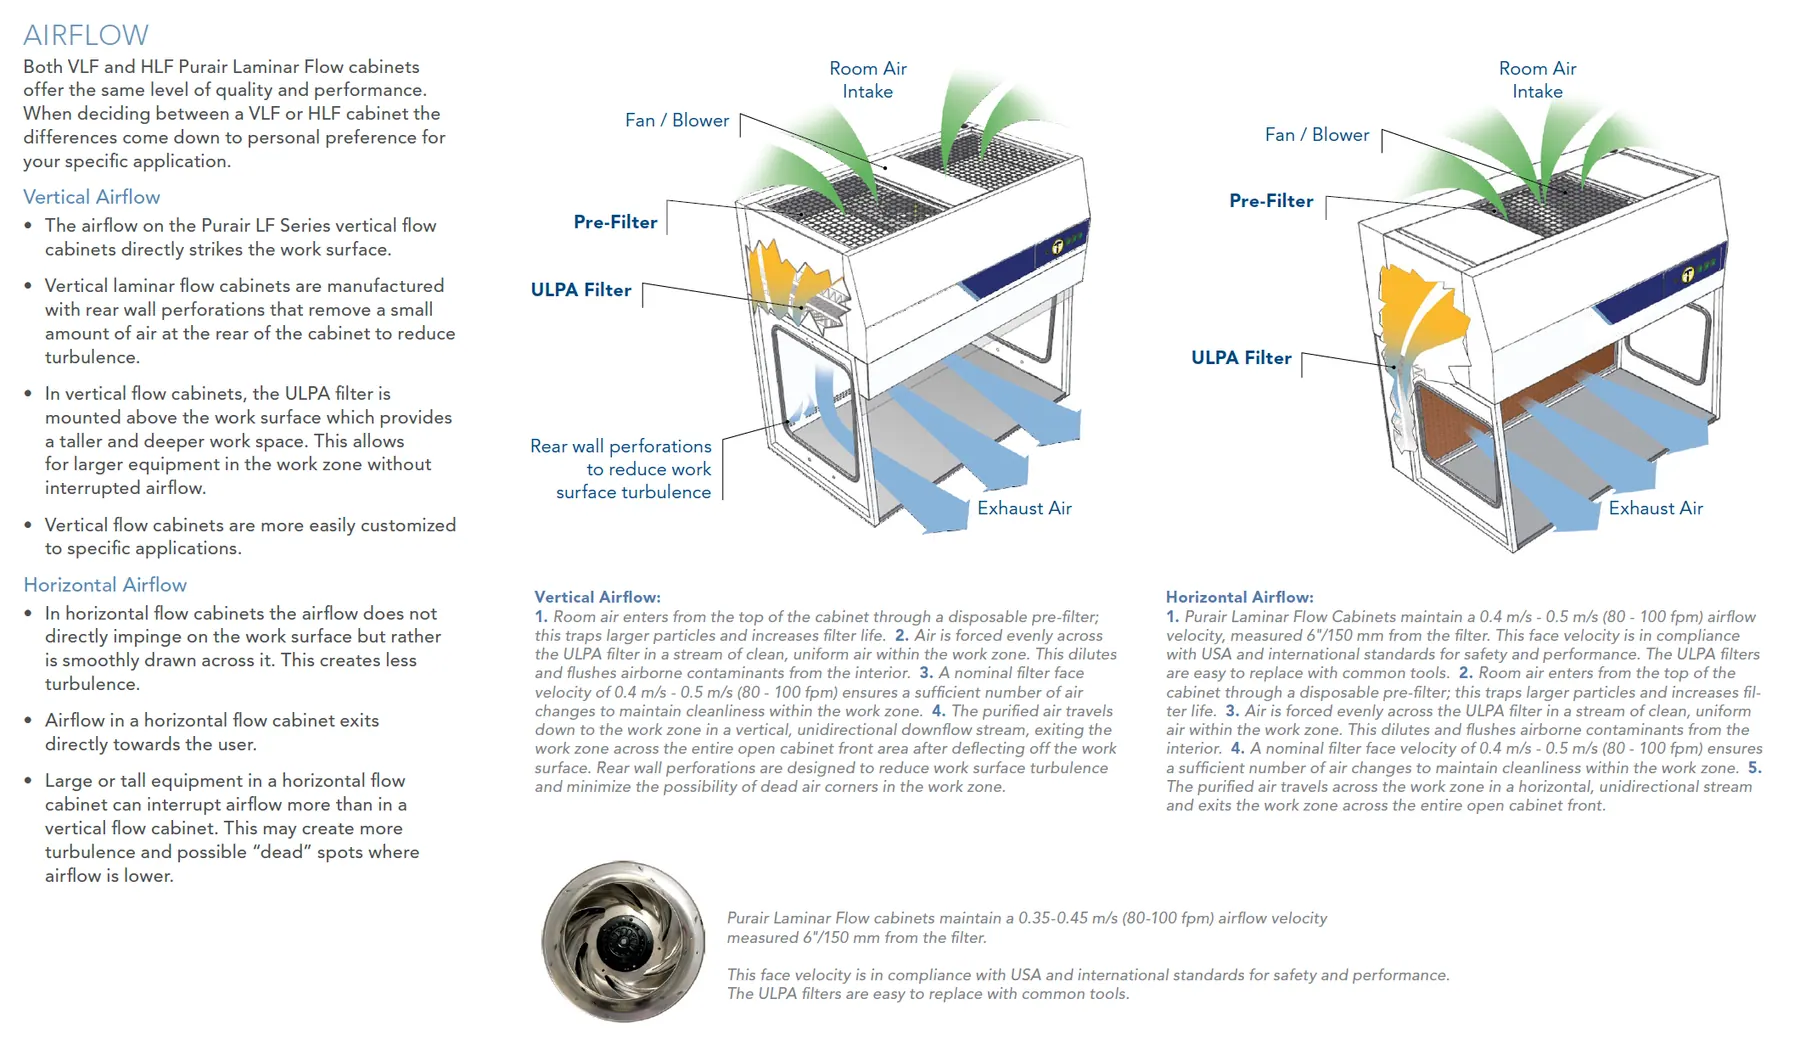 AIRFLOW
Both VLF and HLF Purair Laminar Flow cabinets
offer the same level of quality and performance.
When deciding between a VLF or HLF cabinet the
differences come down to personal preference for
your specific application.
Vertical Airflow
• The airflow on the Purair LF Series vertical flow
cabinets directly strikes the work surface.
• Vertical laminar flow cabinets are manufactured
with rear wall perforations that remove a small
amount of air at the rear of the cabinet to reduce
turbulence.
• In vertical flow cabinets, the ULPA filter is
mounted above the work surface which provides
a taller and deeper work space. This allows
for larger equipment in the work zone without
interrupted airflow.
• Vertical flow cabinets are more easily customized
to specific applications.
Horizontal Airflow
• In horizontal flow cabinets the airflow does not
directly impinge on the work surface but rather
is smoothly drawn across it. This creates less
turbulence.
• Airflow in a horizontal flow cabinet exits
directly towards the user.
• Large or tall equipment in a horizontal flow
cabinet can interrupt airflow more than in a
vertical flow cabinet. This may create more
turbulence and possible “dead” spots where
airflow is lower.
Room Air
Intake
Fan / Blower
Pre-Filter
ULPA Filter
Rear wall perforations
to reduce work
surface turbulence
Exhaust Air
Room Air
Intake
Fan / Blower
Pre-Filter
ULPA Filter
Exhaust Air
Vertical Airflow:
1. Room air enters from the top of the cabinet through a disposable pre-filter;
this traps larger particles and increases filter life. 2. Air is forced evenly across
the ULPA filter in a stream of clean, uniform air within the work zone. This dilutes
and flushes airborne contaminants from the interior. 3. A nominal filter face
velocity of 0.4 m/s - 0.5 m/s (80 - 100 fpm) ensures a sufficient number of air
changes to maintain cleanliness within the work zone. 4. The purified air travels
down to the work zone in a vertical, unidirectional downflow stream, exiting the
work zone across the entire open cabinet front area after deflecting off the work
surface. Rear wall perforations are designed to reduce work surface turbulence
and minimize the possibility of dead air corners in the work zone.
Horizontal Airflow:
1. Purair Laminar Flow Cabinets maintain a 0.4 m/s - 0.5 m/s (80 - 100 fpm) airflow
velocity, measured 6"/150 mm from the filter. This face velocity is in compliance
with USA and international standards for safety and performance. The ULPA filters
are easy to replace with common tools. 2. Room air enters from the top of the
cabinet through a disposable pre-filter; this traps larger particles and increases fil-
ter life. 3. Air is forced evenly across the ULPA filter in a stream of clean, uniform
air within the work zone. This dilutes and flushes airborne contaminants from the
interior. 4. A nominal filter face velocity of 0.4 m/s - 0.5 m/s (80 - 100 fpm) ensures
a sufficient number of air changes to maintain cleanliness within the work zone. 5.
The purified air travels across the work zone in a horizontal, unidirectional stream
and exits the work zone across the entire open cabinet front.
Purair Laminar Flow cabinets maintain a 0.35-0.45 m/s (80-100 fpm) airflow velocity
measured 6"/150 mm from the filter.
This face velocity is in compliance with USA and international standards for safety and performance.
The ULPA filters are easy to replace with common tools.